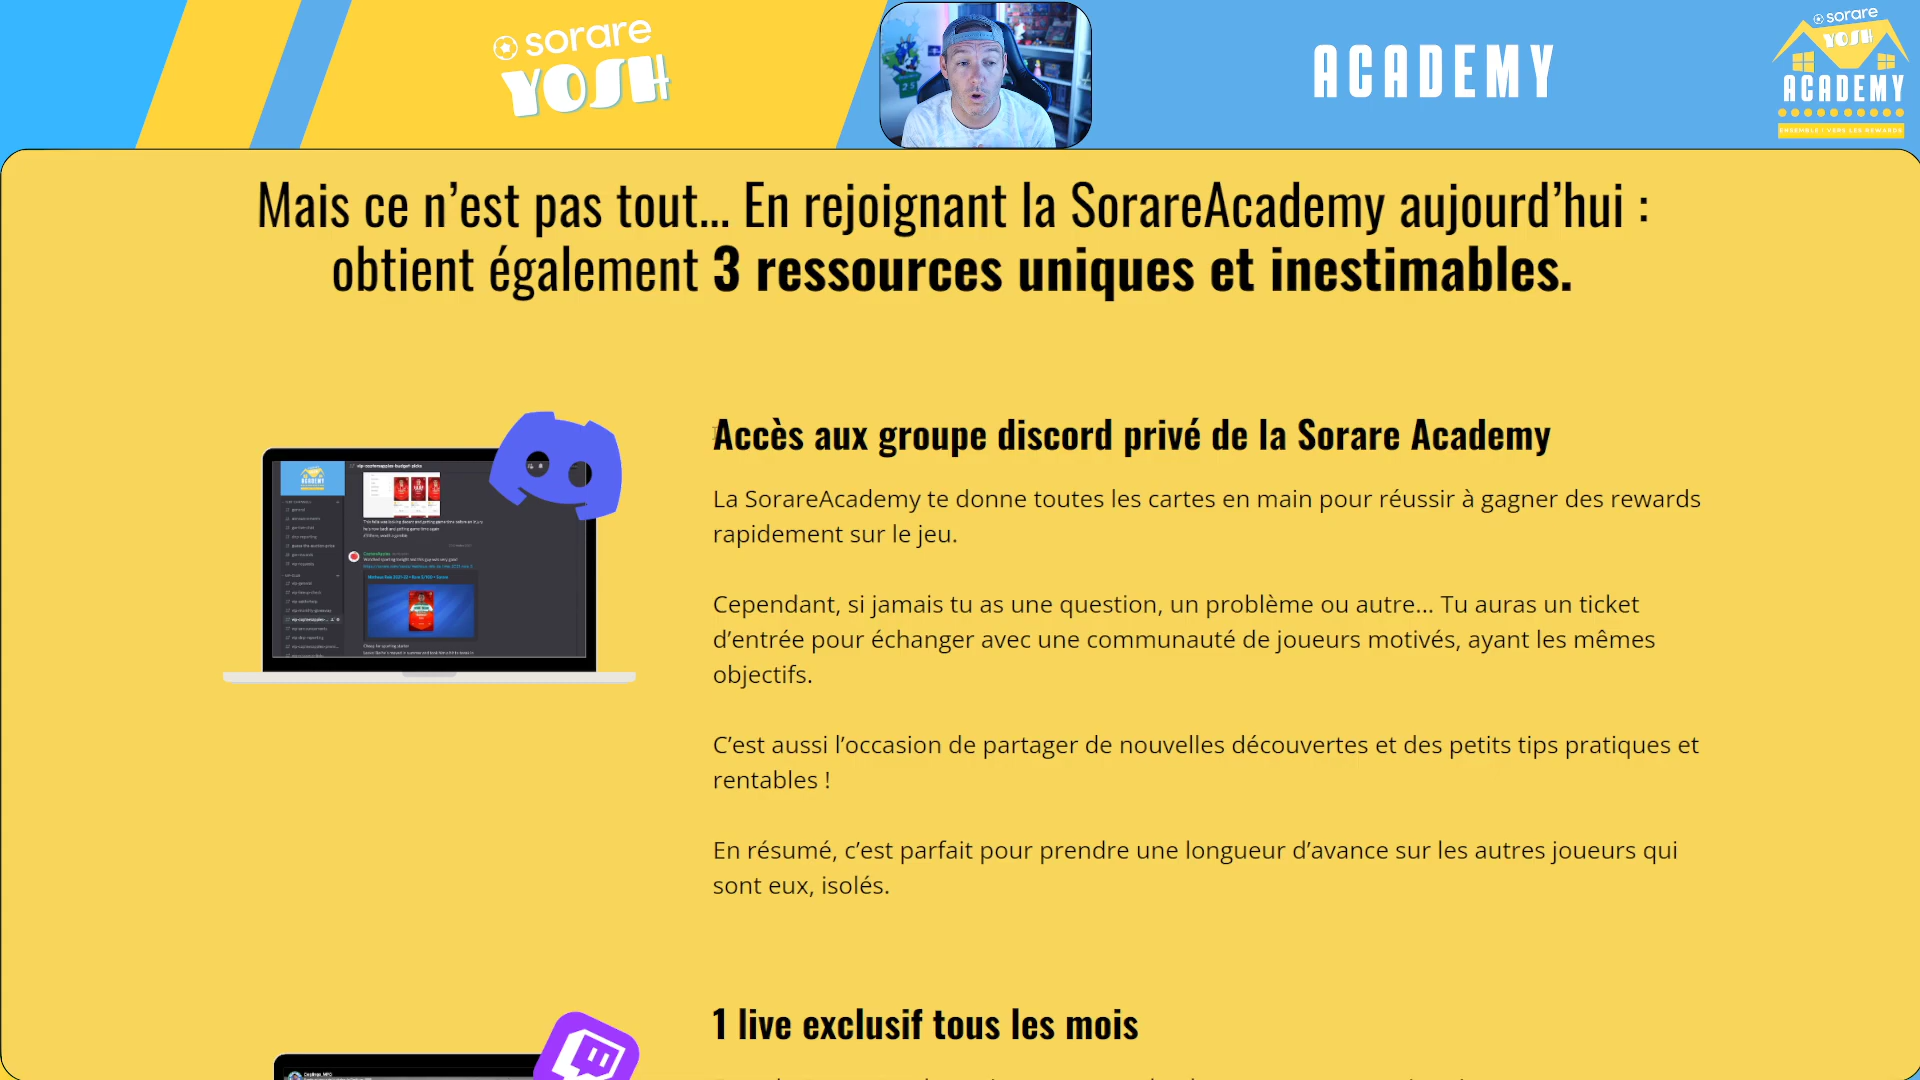 sorare
YOSH
ACADEMY
sorare
YOSH
ACADEMY
ENSEMBLE ! VERS LES REWARDS
Mais ce n’est pas tout... En rejoignant la SorareAcademy aujourd’hui :
obtient également 3 ressources uniques et inestimables.
Accès aux groupe discord privé de la Sorare Academy
La SorareAcademy te donne toutes les cartes en main pour réussir à gagner des rewards
rapidement sur le jeu.
Cependant, si jamais tu as une question, un problème ou autre... Tu auras un ticket
d’entrée pour échanger avec une communauté de joueurs motivés, ayant les mêmes
objectifs.
C’est aussi l’occasion de partager de nouvelles découvertes et des petits tips pratiques et
rentables !
En résumé, c’est parfait pour prendre une longueur d’avance sur les autres joueurs qui
sont eux, isolés.
1 live exclusif tous les mois